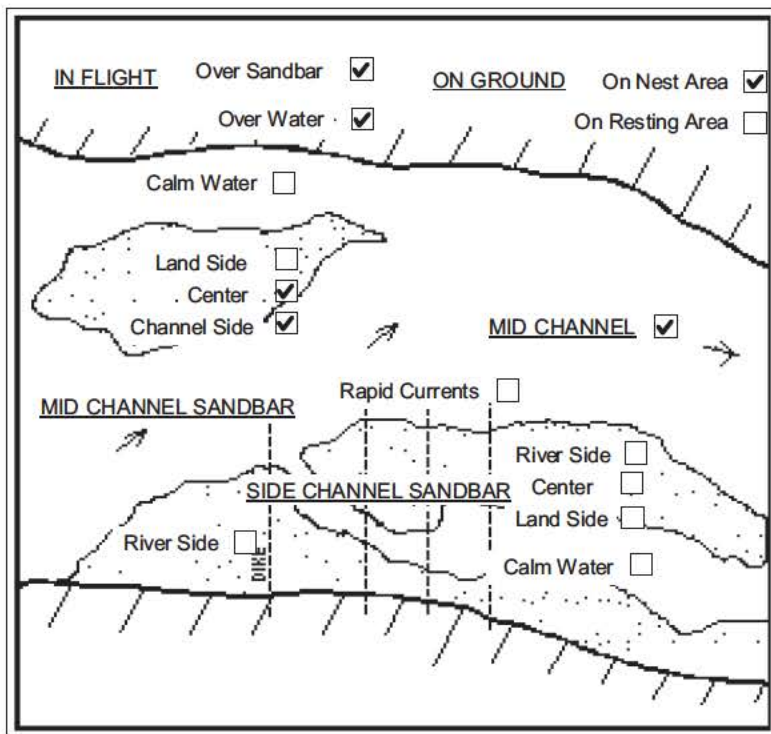 IN FLIGHT
Over Sandbar ✔
ON GROUND
On Nest Area ✔
Over Water ✔
On Resting Area ☐
Calm Water ☐
Land Side ☐
Center ✔
Channel Side ✔
MID CHANNEL ✔
Rapid Currents ☐
MID CHANNEL SANDBAR
River Side ☐
SIDE CHANNEL SANDBAR
Center ☐
Land Side ☐
River Side ☐
DIKE
Calm Water ☐